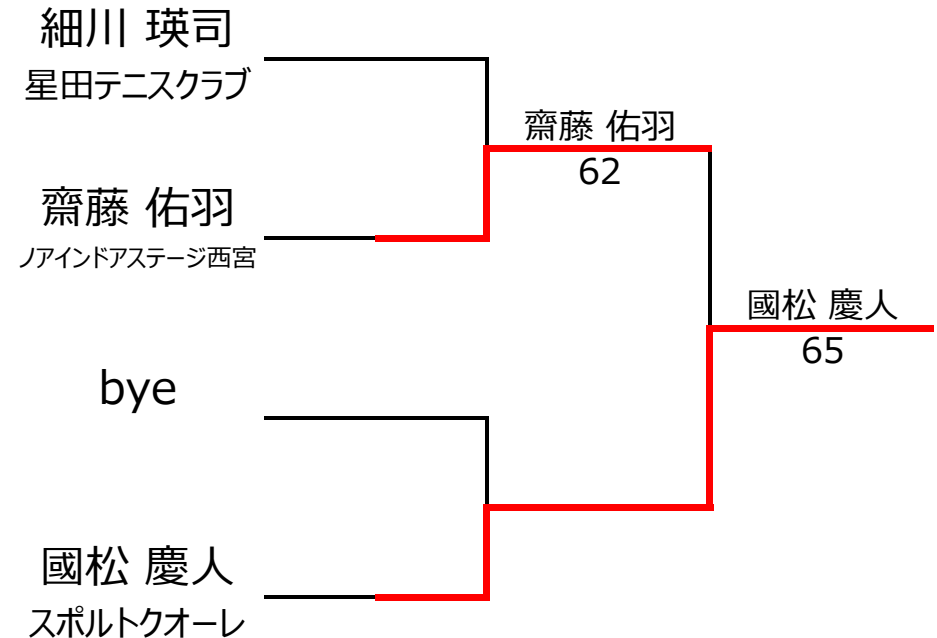 細川 瑛司
星田テニスクラブ
齋藤 佑羽
62
齋藤 佑羽
ノアインドアステージ西宮
國松 慶人
65
bye
國松 慶人
スポルトクオーレ